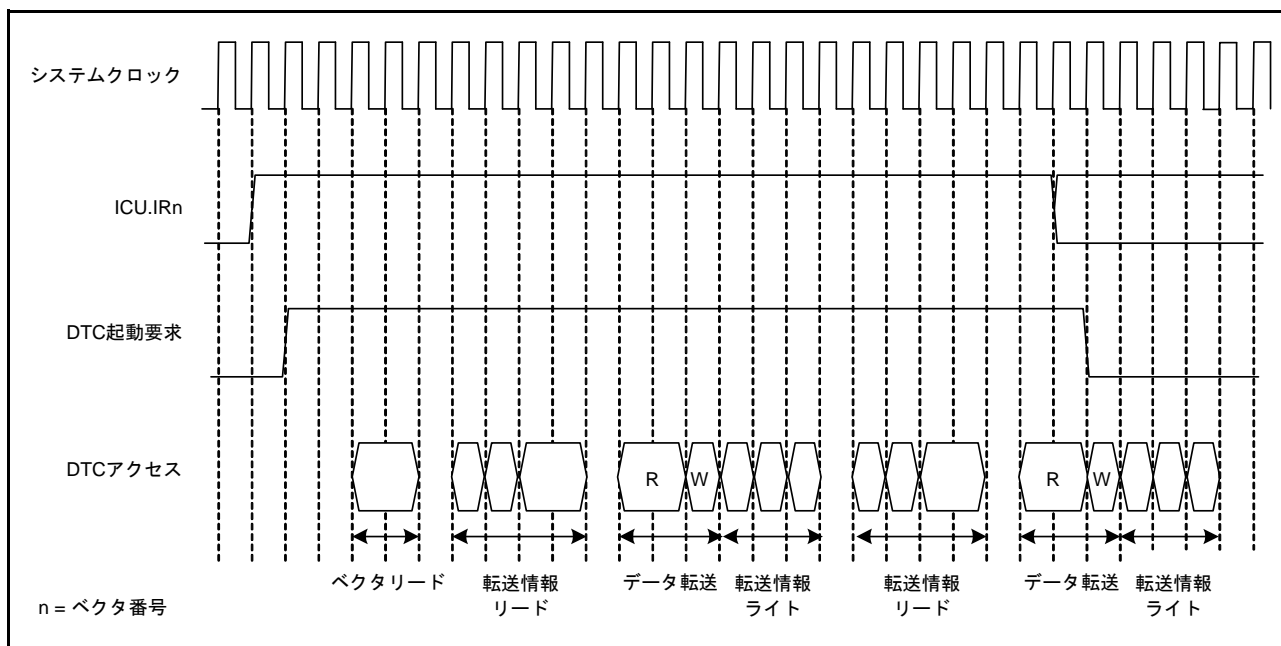 システムクロック
ICU.IRn
DTC起動要求
DTCアクセス
R
W
R
W
ベクタリード
転送情報
リード
データ転送
転送情報
ライト
転送情報
リード
データ転送
転送情報
ライト
n = ベクタ番号